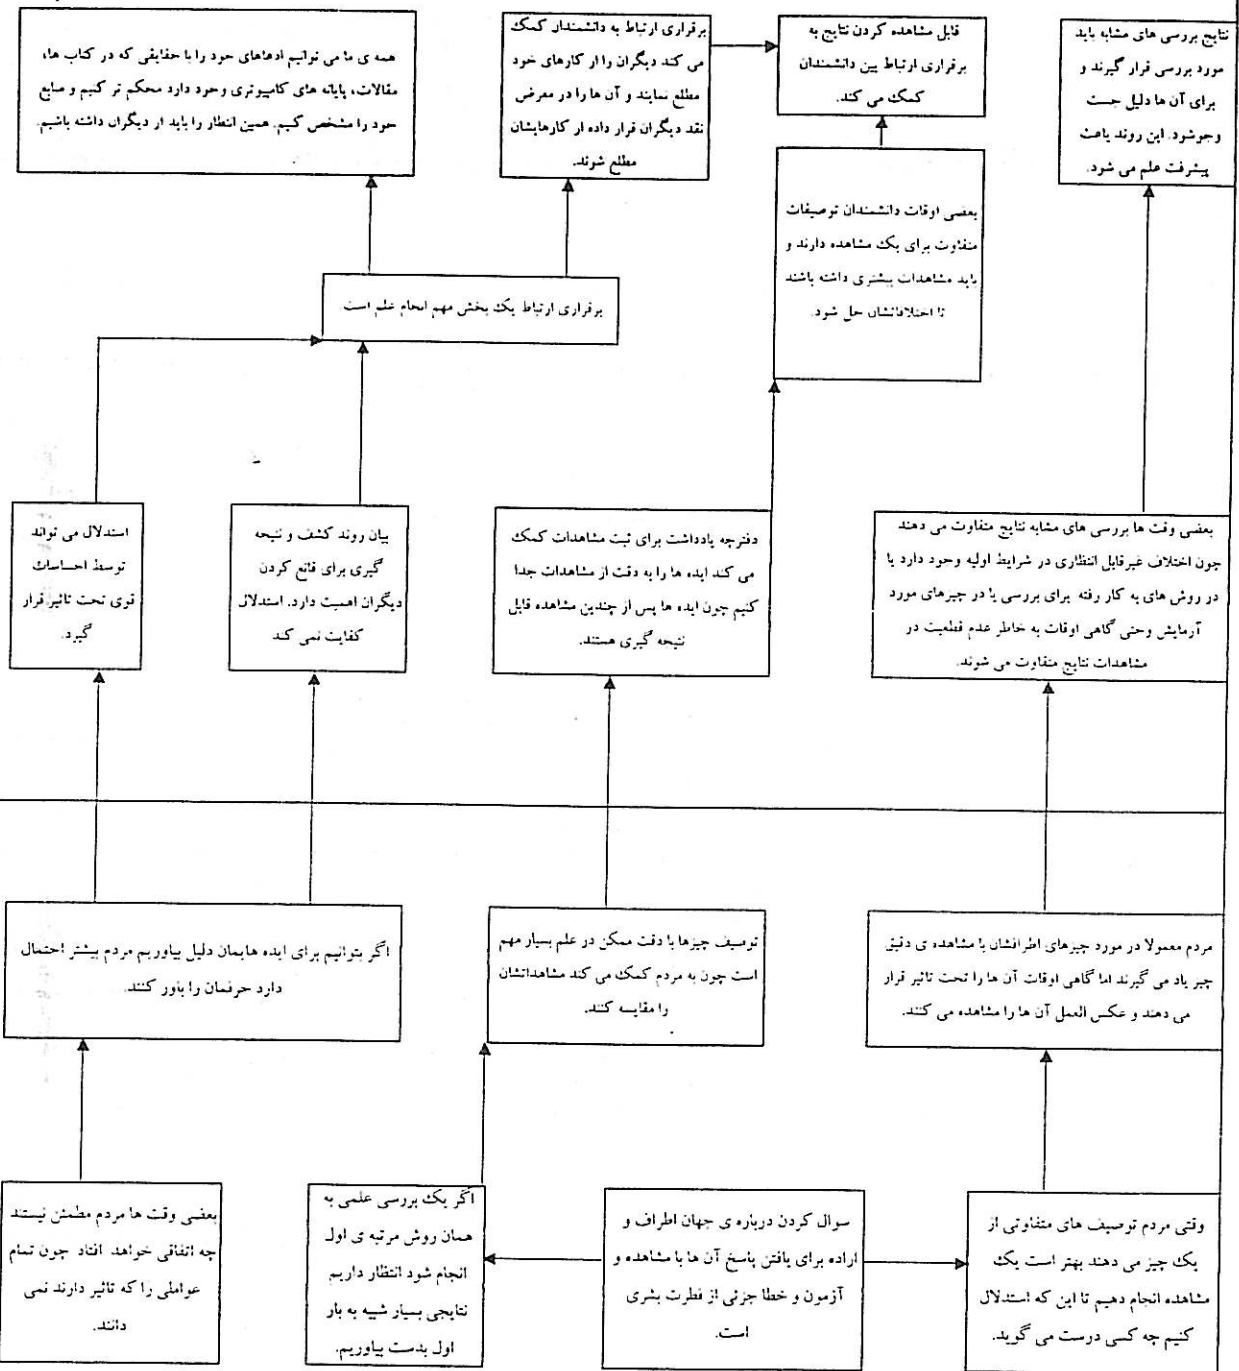 نتایج بررسی های مشابه باید
مورد بررسی قرار گیرند و
برای آن ها دلیل جست
وجوشود. این روند باعث
پیشرفت علم می شود.
قابل مشاهده کردن نتایج به
برقراری ارتباط بین دانشمندان
کمک می کند.
برقراری ارتباط به دانشمندان کمک
می کند دیگران را از کارهای خود
مطلع نمایند و آن ها را در معرض
نقد دیگران قرار داده از کارهایشان
مطلع شوند.
همه ی ما می توانیم ادعاهای خود را با حقایقی که در کتاب ها،
مقالات، پایانه های کامپیوتری وجود دارد محکم تر کنیم و منابع
خود را مشخص کنیم. همین انتظار را باید از دیگران داشته باشیم.
بعضی اوقات دانشمندان توصیفات
متفاوت برای یک مشاهده دارند و
باید مشاهدات بیشتری داشته باشند
تا اختلافاتشان حل شود.
برقراری ارتباط یک بخش مهم انجام علم است.
بعضی وقت ها بررسی های مشابه نتایج متفاوت می دهند
چون اختلاف غیرقابل انتظاری در شرایط اولیه وجود دارد یا
در روش های به کار رفته برای بررسی یا در چیزهای مورد
آزمایش وحتی گاهی اوقات به خاطر عدم قطعیت در
مشاهدات نتایج متفاوت می شوند.
دفترچه یادداشت برای ثبت مشاهدات کمک
می کند ایده ها را به دقت از مشاهدات جدا
کنیم چون ایده ها پس از چندین مشاهده قابل
نتیجه گیری هستند.
بیان روند کشف و نتیجه
گیری برای قانع کردن
دیگران اهمیت دارد. استدلال
کفایت نمی کند
استدلال می تواند
توسط احساسات
قوی تحت تاثیر قرار
گیرد.
مردم معمولا در مورد چیزهای اطرافشان با مشاهده ی دقیق
چیز یاد می گیرند اما گاهی اوقات آن ها را تحت تاثیر قرار
می دهند و عکس العمل آن ها را مشاهده می کنند.
توصیف چیزها با دقت ممکن در علم بسیار مهم
است چون به مردم کمک می کند مشاهداتشان
را مقایسه کنند.
اگر بتوانیم برای ایده هایمان دلیل بیاوریم مردم بیشتر احتمال
دارد حرفمان را باور کنند.
وقتی مردم توصیف های متفاوتی از
یک چیز می دهند بهتر است یک
مشاهده انجام دهیم تا این که استدلال
کنیم چه کسی درست می گوید.
سوال کردن درباره ی جهان اطراف و
اراده برای یافتن پاسخ آن ها با مشاهده و
آزمون و خطا جزئی از فطرت بشری
است.
اگر یک بررسی علمی به
همان روش مرتبه ی اول
انجام شود انتظار داریم
نتایجی بسیار شبیه به بار
اول بدست بیاوریم.
بعضی وقت ها مردم مطمئن نیستند
چه اتفاقی خواهد افتاد چون تمام
عواملی را که تاثیر دارند نمی
دانند.